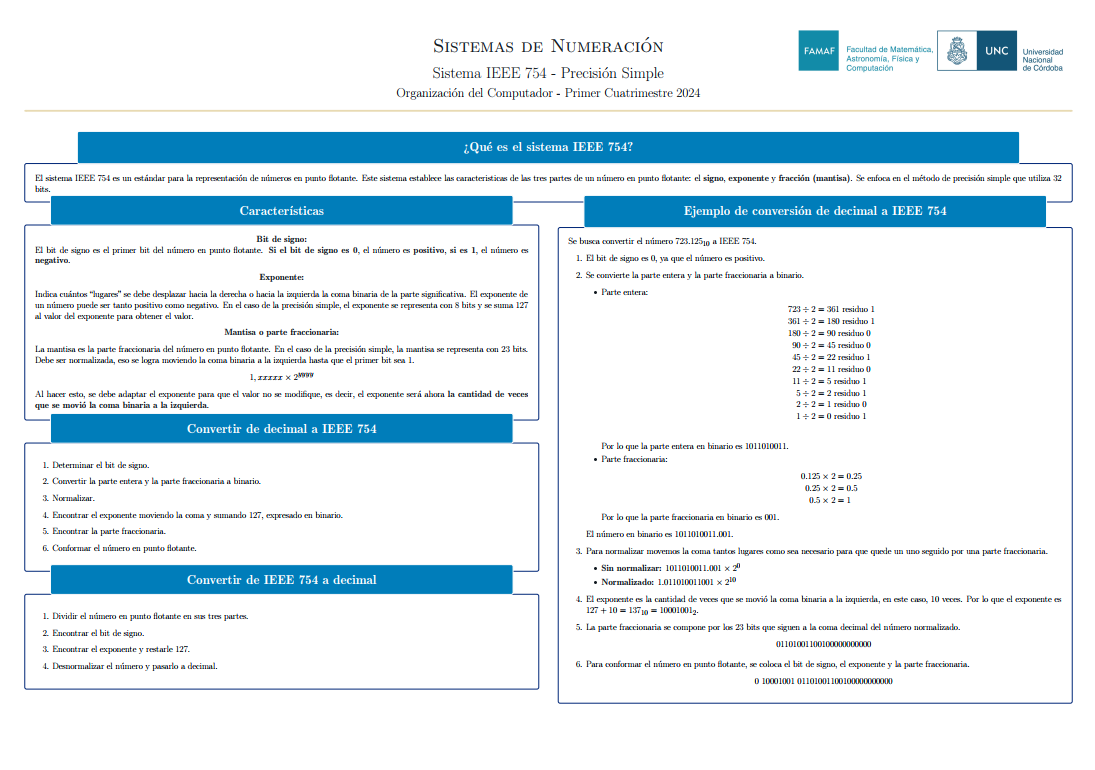 SISTEMAS DE NUMERACIÓN
Sistema IEEE 754 - Precisión Simple
Organización del Computador - Primer Cuatrimestre 2024
FAMAF
Facultad de Matemática,
Astronomía, Física y
Computación
UNC
Universidad
Nacional
de Córdoba
¿Qué es el sistema IEEE 754?
El sistema IEEE 754 es un estándar para la representación de números en punto flotante. Este sistema establece las características de las tres partes de un número en punto flotante: el signo, exponente y fracción (mantisa). Se enfoca en el método de precisión simple que utiliza 32
bits.
Características
Bit de signo:
El bit de signo es el primer bit del número en punto flotante. Si el bit de signo es 0, el número es positivo, si es 1, el número es
negativo.
Exponente:
Indica cuántos “lugares” se debe desplazar hacia la derecha o hacia la izquierda la coma binaria de la parte significativa. El exponente de
un número puede ser tanto positivo como negativo. En el caso de la precisión simple, el exponente se representa con 8 bits y se suma 127
al valor del exponente para obtener el valor.
Mantisa o parte fraccionaria:
La mantisa es la parte fraccionaria del número en punto flotante. En el caso de la precisión simple, la mantisa se representa con 23 bits.
Debe ser normalizada, eso se logra moviendo la coma binaria a la izquierda hasta que el primer bit sea 1.
1, xxxxx × 2^yyyy
Al hacer esto, se debe adaptar el exponente para que el valor no se modifique, es decir, el exponente será ahora la cantidad de veces
que se movió la coma binaria a la izquierda.
Convertir de decimal a IEEE 754
1. Determinar el bit de signo.
2. Convertir la parte entera y la parte fraccionaria a binario.
3. Normalizar.
4. Encontrar el exponente moviendo la coma y sumando 127, expresado en binario.
5. Encontrar la parte fraccionaria.
6. Conformar el número en punto flotante.
Convertir de IEEE 754 a decimal
1. Dividir el número en punto flotante en sus tres partes.
2. Encontrar el bit de signo.
3. Encontrar el exponente y restarle 127.
4. Desnormalizar el número y pasarlo a decimal.
Ejemplo de conversión de decimal a IEEE 754
Se busca convertir el número 723.125₁₀ a IEEE 754.
1. El bit de signo es 0, ya que el número es positivo.
2. Se convierte la parte entera y la parte fraccionaria a binario.
• Parte entera:
723 ÷ 2 = 361 residuo 1
361 ÷ 2 = 180 residuo 1
180 ÷ 2 = 90 residuo 0
90 ÷ 2 = 45 residuo 0
45 ÷ 2 = 22 residuo 1
22 ÷ 2 = 11 residuo 0
11 ÷ 2 = 5 residuo 1
5 ÷ 2 = 2 residuo 1
2 ÷ 2 = 1 residuo 0
1 ÷ 2 = 0 residuo 1
Por lo que la parte entera en binario es 1011010011.
• Parte fraccionaria:
0.125 × 2 = 0.25
0.25 × 2 = 0.5
0.5 × 2 = 1
Por lo que la parte fraccionaria en binario es 001.
El número en binario es 1011010011.001.
3. Para normalizar movemos la coma tantos lugares como sea necesario para que quede un uno seguido por una parte fraccionaria.
• Sin normalizar: 1011010011.001 × 2⁰
• Normalizado: 1.011010011001 × 2¹⁰
4. El exponente es la cantidad de veces que se movió la coma binaria a la izquierda, en este caso, 10 veces. Por lo que el exponente es
127 + 10 = 137₁₀ = 10001001₂.
5. La parte fraccionaria se compone por los 23 bits que siguen a la coma decimal del número normalizado.
01101001100100000000000
6. Para conformar el número en punto flotante, se coloca el bit de signo, el exponente y la parte fraccionaria.
0 10001001 01101001100100000000000